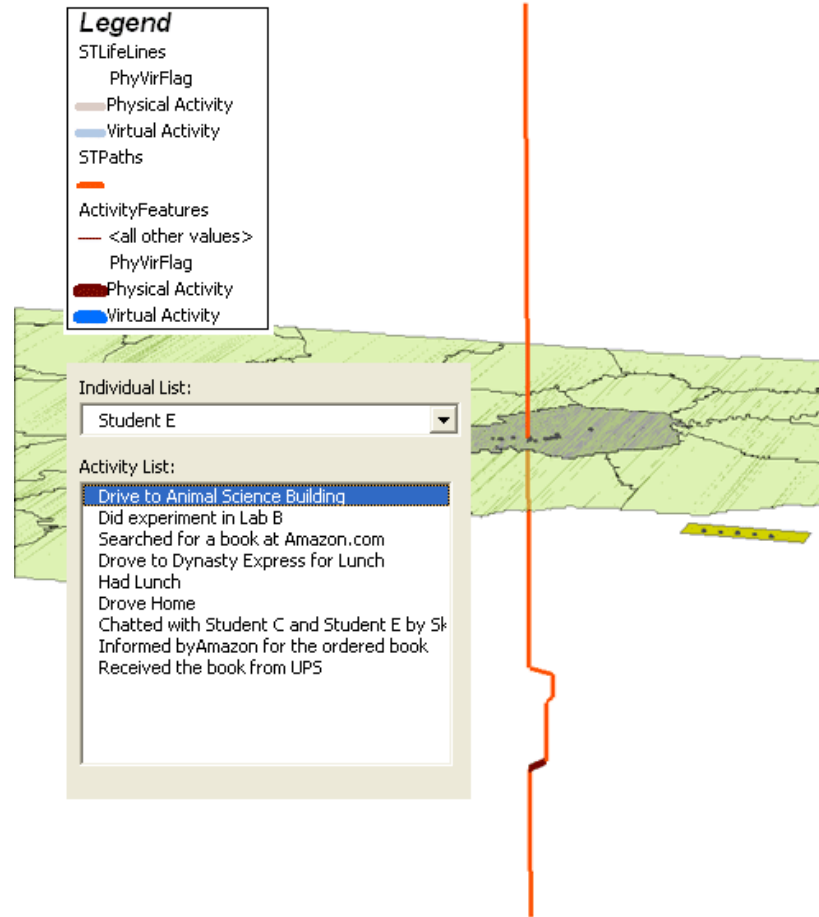 Legend
STLifeLines
PhyVirFlag
Physical Activity
Virtual Activity
STPaths
ActivityFeatures
<all other values>
PhyVirFlag
Physical Activity
Virtual Activity
Individual List:
Student E
Activity List:
Drive to Animal Science Building
Did experiment in Lab B
Searched for a book at Amazon.com
Drove to Dynasty Express for Lunch
Had Lunch
Drove Home
Chatted with Student C and Student E by Sk
Informed byAmazon for the ordered book
Received the book from UPS